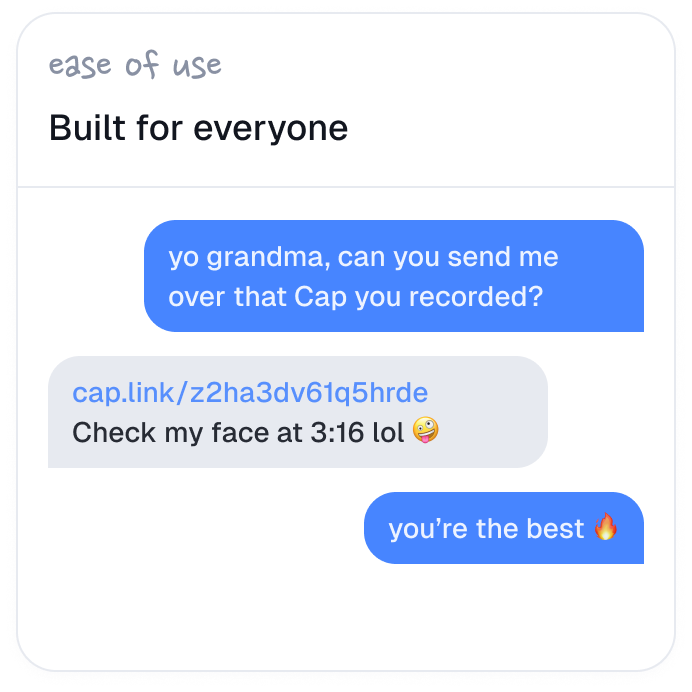 ease of use
Built for everyone
yo grandma, can you send me
over that Cap you recorded?
cap.link/z2ha3dv61q5hrde
Check my face at 3:16 lol 🤪
you’re the best 🔥